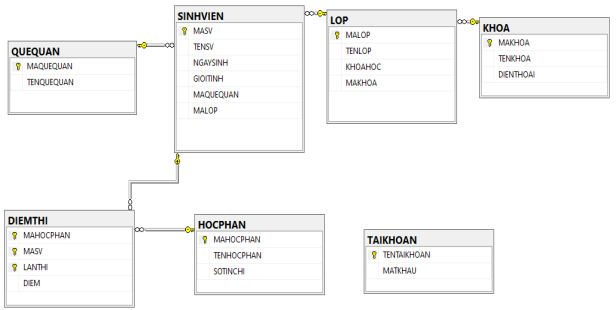 QUEQUAN
MAQUEQUAN
TENQUEQUAN
SINHVIEN
MASV
TENSV
NGAYSINH
GIOITINH
MAQUEQUAN
MALOP
LOP
MALOP
TENLOP
KHOAHOC
MAKHOA
KHOA
MAKHOA
TENKHOA
DIENTHOAI
DIEMTHI
MAHOCPHAN
MASV
LANTHI
DIEM
HOCPHAN
MAHOCPHAN
TENHOCPHAN
SOTINCHI
TAIKHOAN
TENTAIKHOAN
MATKHAU